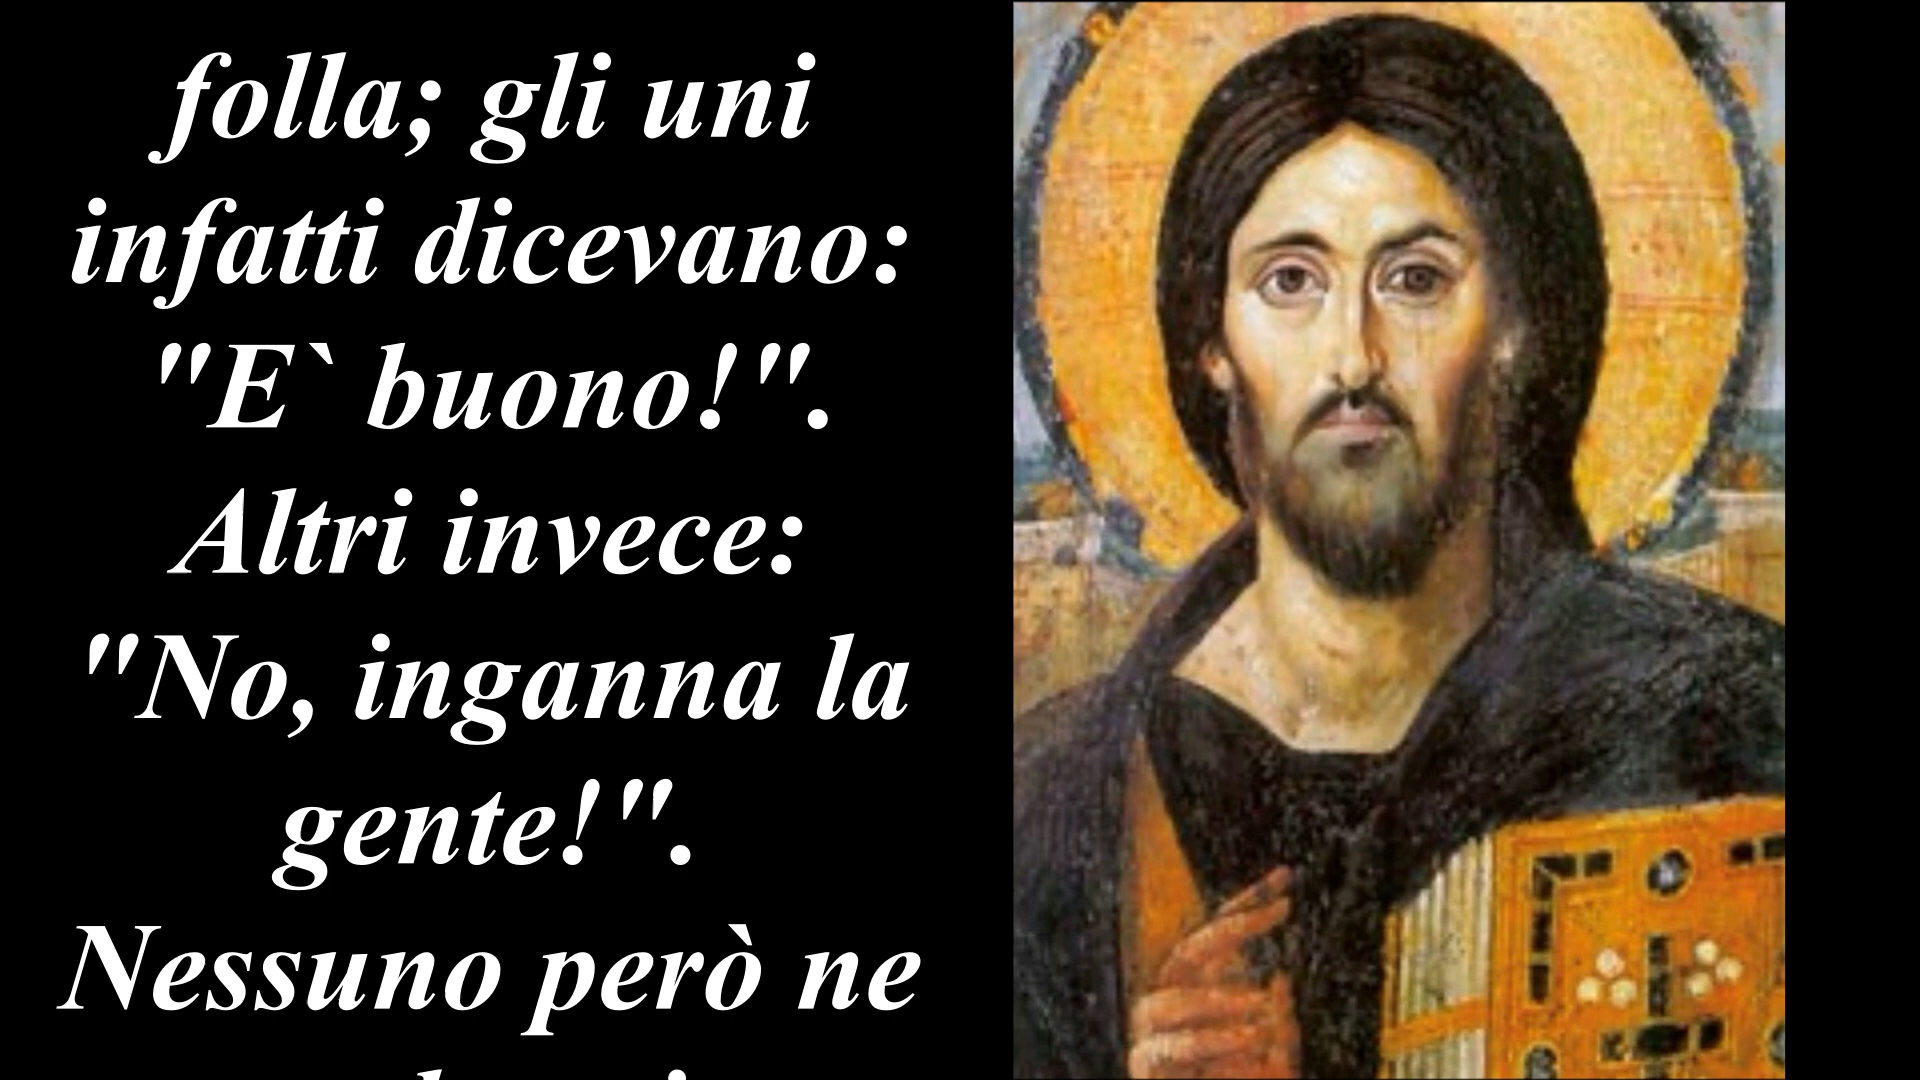 folla; gli uni
infatti dicevano:
"E` buono!".
Altri invece:
"No, inganna la
gente!".
Nessuno però ne